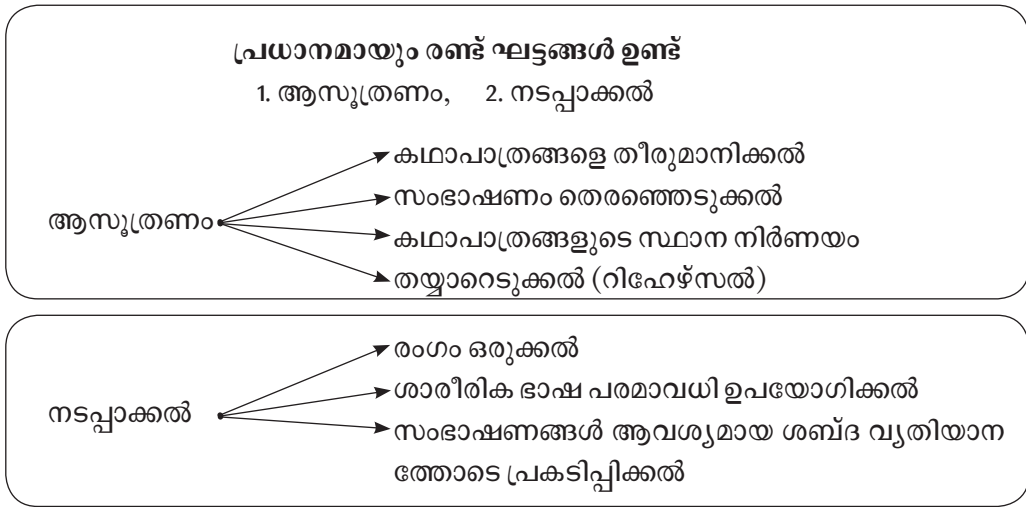 പ്രധാനമായും രണ്ട് ഘട്ടങ്ങൾ ഉണ്ട്
1. ആസൂത്രണം, 2. നടപ്പാക്കൽ
ആസൂത്രണം
കഥാപാത്രങ്ങളെ തീരുമാനിക്കൽ
സംഭാഷണം തെരഞ്ഞെടുക്കൽ
കഥാപാത്രങ്ങളുടെ സ്ഥാന നിർണയം
തയ്യാറെടുക്കൽ (റിഹേഴ്സൽ)
നടപ്പാക്കൽ
രംഗം ഒരുക്കൽ
ശാരീരിക ഭാഷ പരമാവധി ഉപയോഗിക്കൽ
സംഭാഷണങ്ങൾ ആവശ്യമായ ശബ്ദ വ്യതിയാന
ത്തോടെ പ്രകടിപ്പിക്കൽ